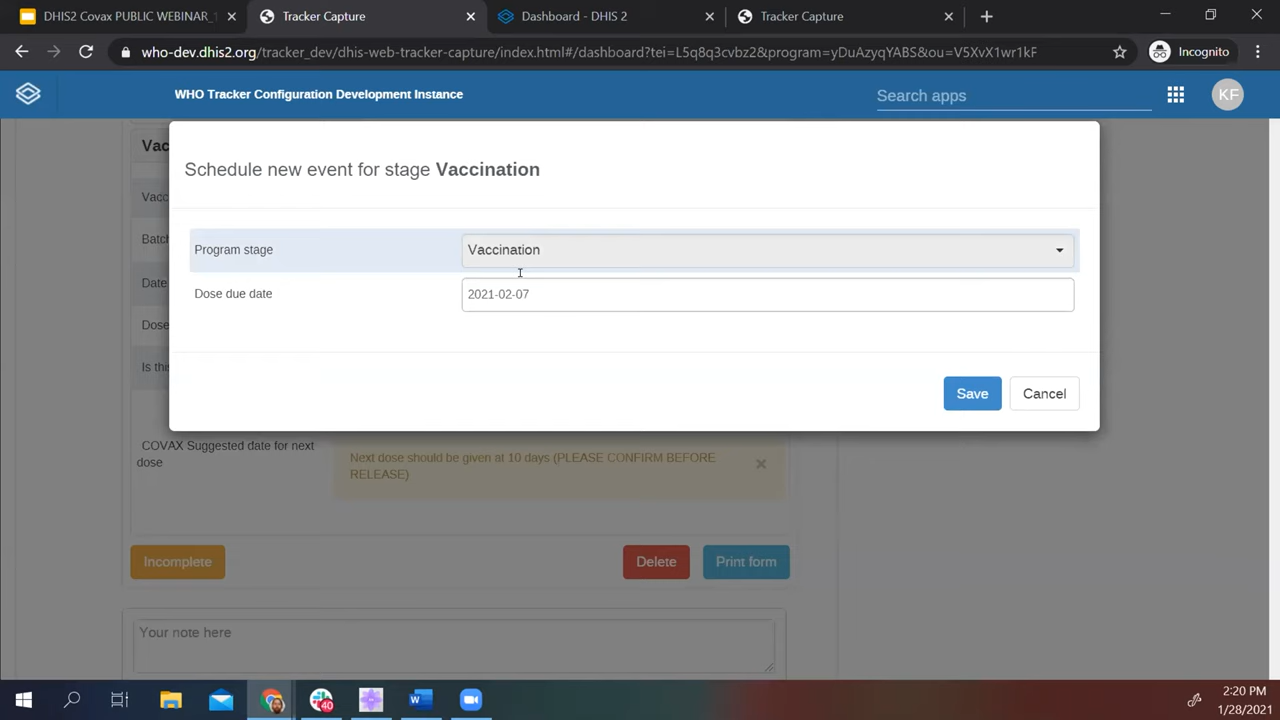 DHIS2 Covax PUBLIC WEBINAR_1
Tracker Capture
Dashboard - DHIS 2
Tracker Capture
who-dev.dhis2.org/tracker_dev/dhis-web-tracker-capture/index.html#/dashboard?tei=L5q8q3cvbz2&program=yDuAzyqYABS&ou=V5XvX1wr1kF
Incognito
WHO Tracker Configuration Development Instance
Search apps
KF
Vac
Schedule new event for stage Vaccination
Vacc
Program stage
Vaccination
Batch
Date
Dose due date
2021-02-07
Dose
Is this
Save
Cancel
COVAX Suggested date for next
dose
Next dose should be given at 10 days (PLEASE CONFIRM BEFORE
RELEASE)
Incomplete
Delete
Print form
Your note here
40
2:20 PM
1/28/2021